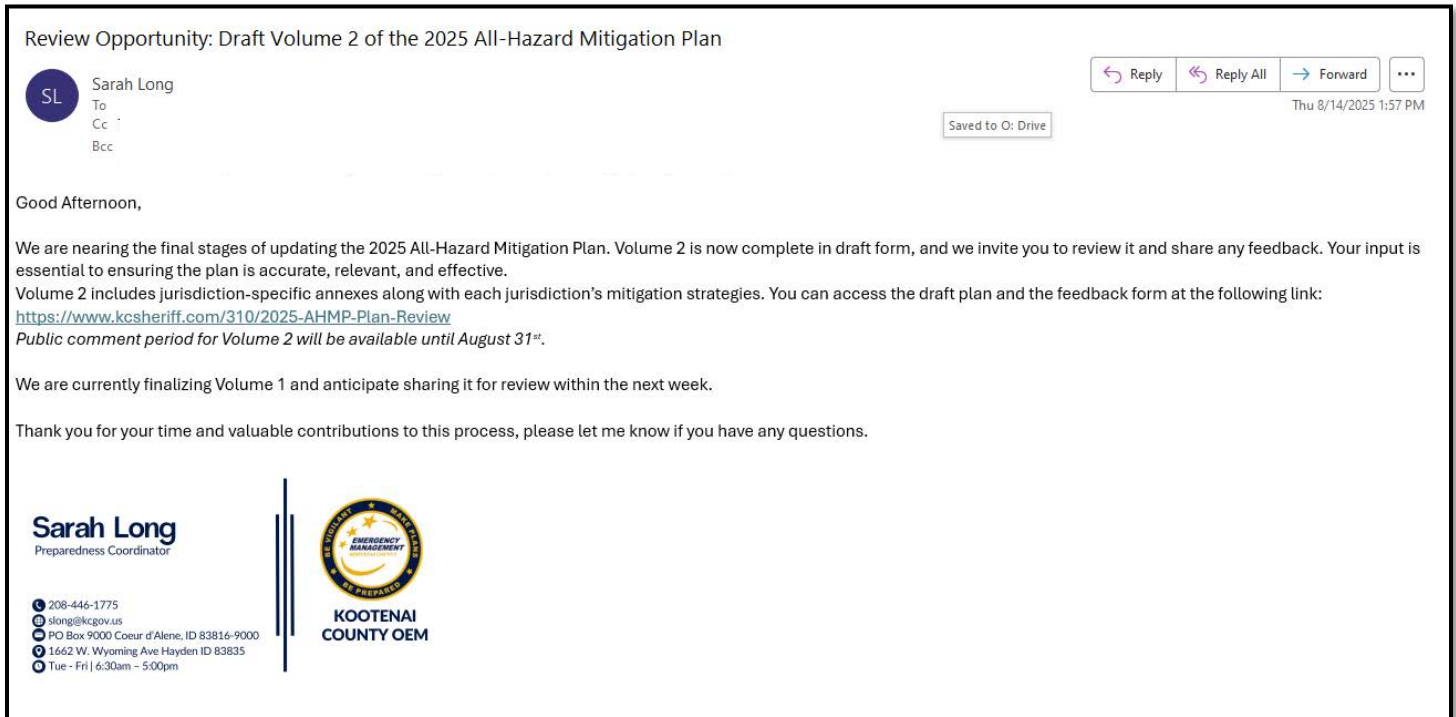 Review Opportunity: Draft Volume 2 of the 2025 All-Hazard Mitigation Plan
SL
Sarah Long
To
Cc
Bcc
Reply
Reply All
Forward
Thu 8/14/2025 1:57 PM
Saved to O: Drive
Good Afternoon,
We are nearing the final stages of updating the 2025 All-Hazard Mitigation Plan. Volume 2 is now complete in draft form, and we invite you to review it and share any feedback. Your input is
essential to ensuring the plan is accurate, relevant, and effective.
Volume 2 includes jurisdiction-specific annexes along with each jurisdiction’s mitigation strategies. You can access the draft plan and the feedback form at the following link:
https://www.kcsheriff.com/310/2025-AHMP-Plan-Review
Public comment period for Volume 2 will be available until August 31st.
We are currently finalizing Volume 1 and anticipate sharing it for review within the next week.
Thank you for your time and valuable contributions to this process, please let me know if you have any questions.
Sarah Long
Preparedness Coordinator
208-446-1775
slong@kcgov.us
PO Box 9000 Coeur d'Alene, ID 83816-9000
1662 W. Wyoming Ave Hayden ID 83835
Tue - Fri | 6:30am – 5:00pm
BE VIGILANT
MAKE PLANS
BE PREPARED
EMERGENCY
MANAGEMENT
KOOTENAI
COUNTY OEM